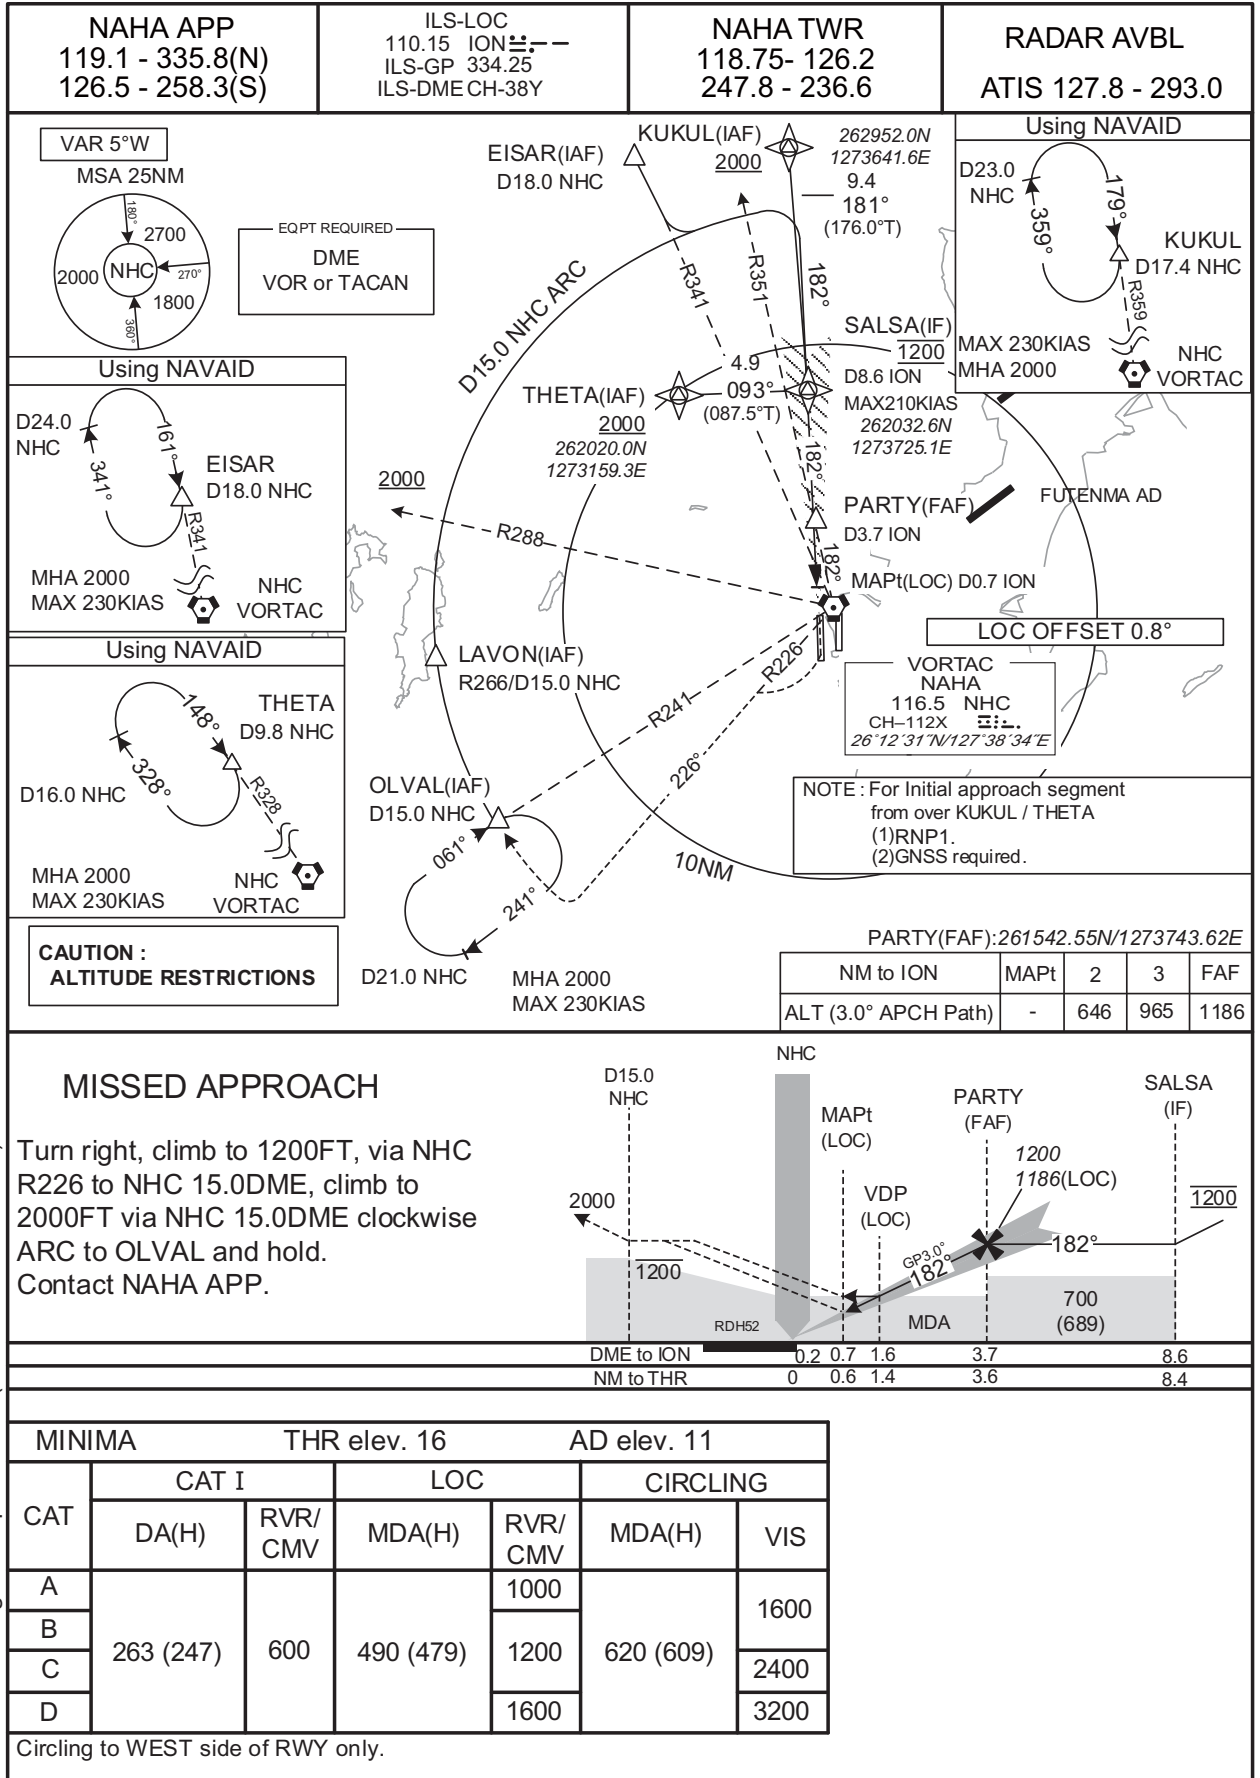 NAHA APP
119.1 - 335.8(N)
126.5 - 258.3(S)
ILS-LOC
110.15 ION
ILS-GP 334.25
ILS-DME CH-38Y
NAHA TWR
118.75- 126.2
247.8 - 236.6
RADAR AVBL
ATIS 127.8 - 293.0
VAR 5°W
MSA 25NM
180°
2700
2000
NHC
270°
1800
360°
EQPT REQUIRED
DME
VOR or TACAN
EISAR(IAF)
D18.0 NHC
KUKUL(IAF)
2000
262952.0N
1273641.6E
9.4
181°
(176.0°T)
Using NAVAID
D23.0
NHC
179°
359°
KUKUL
D17.4 NHC
R359
MAX 230KIAS
MHA 2000
NHC
VORTAC
D15.0 NHC ARC
R341
R351
182°
SALSA(IF)
1200
D8.6 ION
MAX210KIAS
262032.6N
1273725.1E
4.9
093°
(087.5°T)
THETA(IAF)
2000
262020.0N
1273159.3E
182°
Using NAVAID
D24.0
NHC
161°
341°
EISAR
D18.0 NHC
R341
MHA 2000
MAX 230KIAS
NHC
VORTAC
2000
R288
PARTY(FAF)
D3.7 ION
FUTENMA AD
182°
MAPt(LOC) D0.7 ION
LOC OFFSET 0.8°
Using NAVAID
THETA
D9.8 NHC
148°
328°
D16.0 NHC
R328
MHA 2000
MAX 230KIAS
NHC
VORTAC
LAVON(IAF)
R266/D15.0 NHC
R226
R241
226°
VORTAC
NAHA
116.5 NHC
CH–112X
26°12´31˝N/127°38´34˝E
OLVAL(IAF)
D15.0 NHC
061°
241°
D21.0 NHC
MHA 2000
MAX 230KIAS
10NM
NOTE : For Initial approach segment
from over KUKUL / THETA
(1)RNP1.
(2)GNSS required.
CAUTION :
ALTITUDE RESTRICTIONS
PARTY(FAF):261542.55N/1273743.62E
NM to ION MAPt 2 3 FAF
ALT (3.0° APCH Path) - 646 965 1186
MISSED APPROACH
Turn right, climb to 1200FT, via NHC
R226 to NHC 15.0DME, climb to
2000FT via NHC 15.0DME clockwise
ARC to OLVAL and hold.
Contact NAHA APP.
NHC
D15.0
NHC
MAPt
(LOC)
PARTY
(FAF)
SALSA
(IF)
1200
1186(LOC)
1200
2000
VDP
(LOC)
GP3.0°
182°
182°
1200
700
(689)
RDH52
MDA
DME to ION 0.2 0.7 1.6 3.7 8.6
NM to THR 0 0.6 1.4 3.6 8.4
MINIMA THR elev. 16 AD elev. 11
CAT CAT I LOC CIRCLING
DA(H) RVR/CMV MDA(H) RVR/CMV MDA(H) VIS
A 1000
B 1600
263 (247) 600 490 (479) 1200 620 (609)
C 2400
D 1600 3200
Circling to WEST side of RWY only.